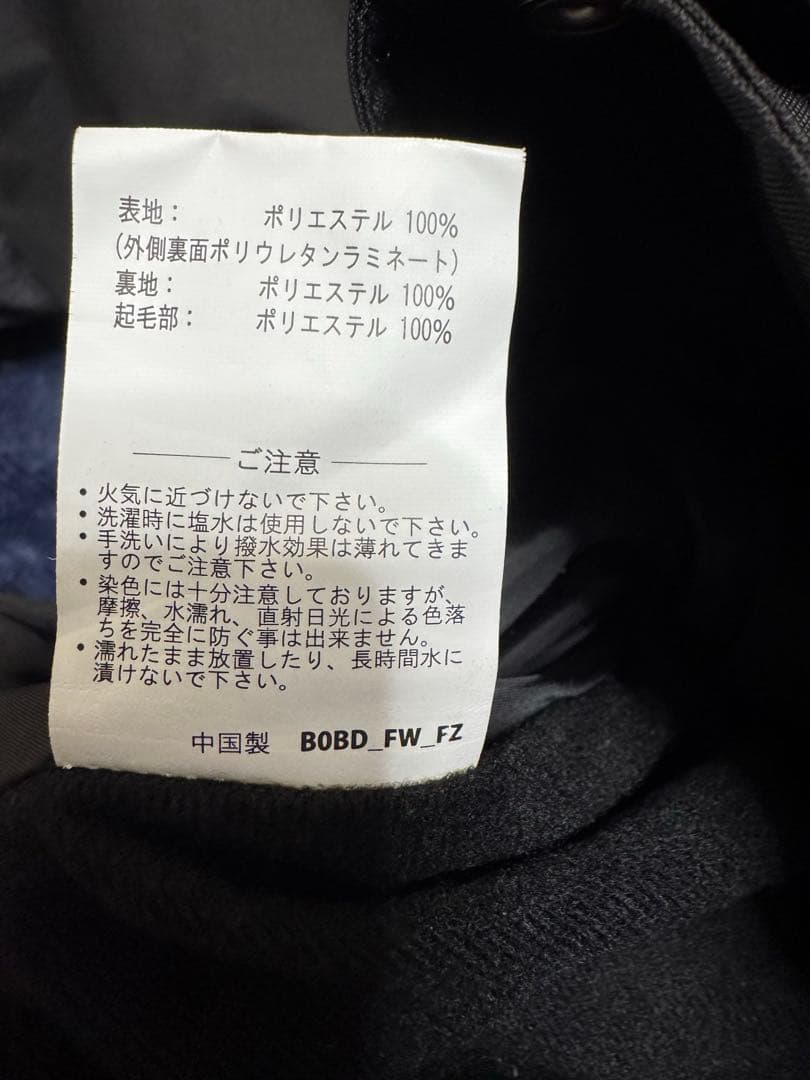 表地： ポリエステル 100%
(外側裏面ポリウレタンラミネート)
裏地： ポリエステル 100%
起毛部： ポリエステル 100%
ご注意
・火気に近づけないで下さい。
・洗濯時に塩水は使用しないで下さい。
・手洗いにより撥水効果は薄れてきま
すのでご注意下さい。
・染色には十分注意しておりますが、
摩擦、水濡れ、直射日光による色落
ちを完全に防ぐ事は出来ません。
・濡れたまま放置したり、長時間水に
漬けないで下さい。
中国製 B0BD_FW_FZ